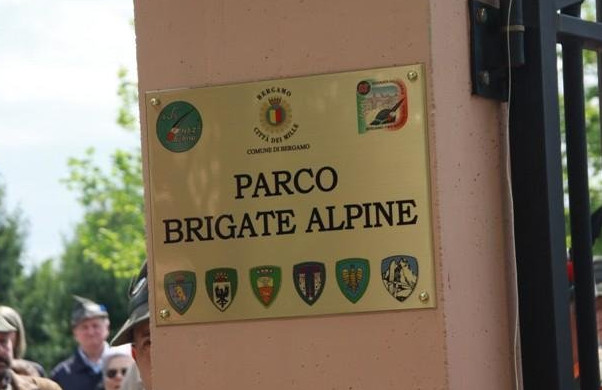 BERGAMO
CITTÀ DEI MILLE
COMUNE DI BERGAMO
PARCO
BRIGATE ALPINE